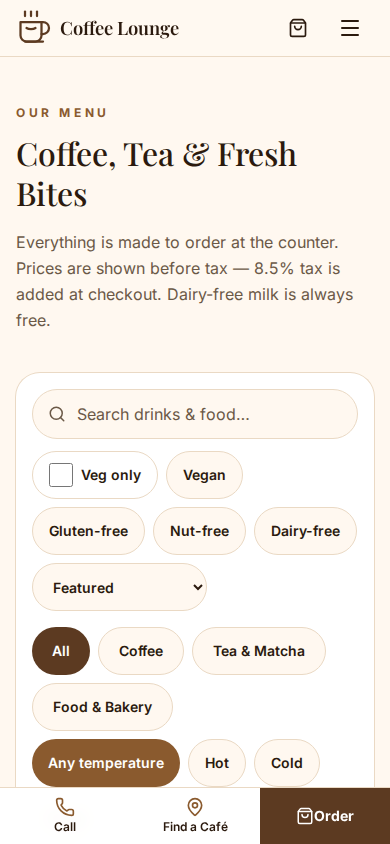 Coffee Lounge
OUR MENU
Coffee, Tea & Fresh
Bites
Everything is made to order at the counter.
Prices are shown before tax — 8.5% tax is
added at checkout. Dairy-free milk is always
free.
Search drinks & food...
Veg only
Vegan
Gluten-free
Nut-free
Dairy-free
Featured
All
Coffee
Tea & Matcha
Food & Bakery
Any temperature
Hot
Cold
Call
Find a Café
Order